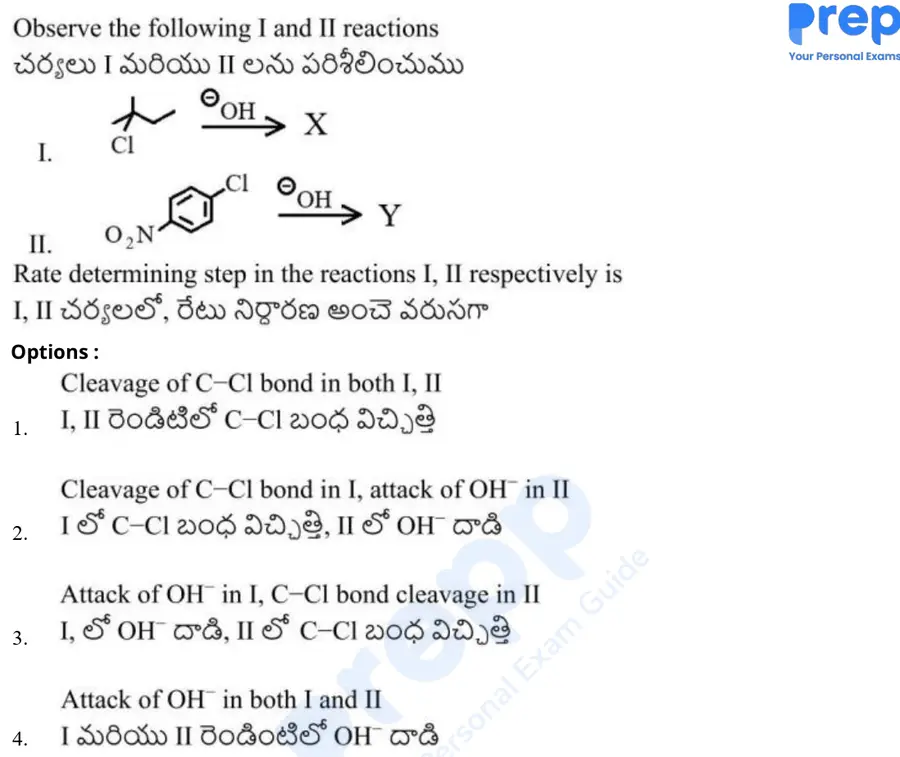 Prep
Your Personal Exams
Observe the following I and II reactions
చర్యలు I మరియు II లను పరిశీలించుము
I.
Cl
⊖OH
X
II.
O₂N
Cl
⊖OH
Y
Rate determining step in the reactions I, II respectively is
I, II చర్యలలో, రేటు నిర్ధారణ అంచె వరుసగా
Options :
Cleavage of C−Cl bond in both I, II
1. I, II రెండిటిలో C−Cl బంధ విచ్ఛిత్తి
Cleavage of C−Cl bond in I, attack of OH⁻ in II
2. I లో C−Cl బంధ విచ్ఛిత్తి, II లో OH⁻ దాడి
Attack of OH⁻ in I, C−Cl bond cleavage in II
3. I, లో OH⁻ దాడి, II లో C−Cl బంధ విచ్ఛిత్తి
Attack of OH⁻ in both I and II
4. I మరియు II రెండింటిలో OH⁻ దాడి
prepp
Personal Exam Guide